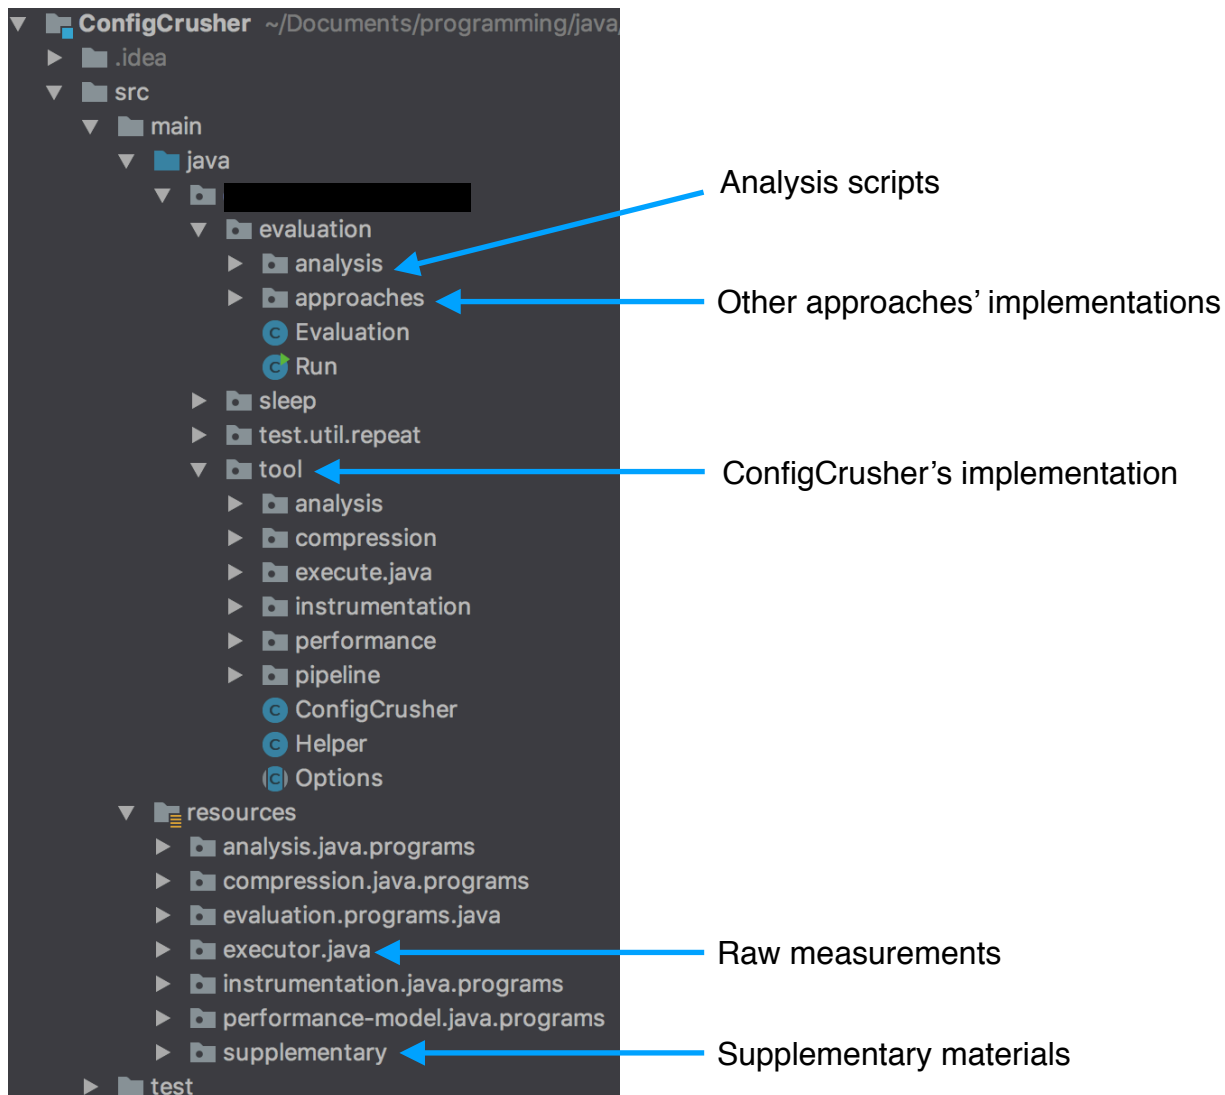 ConfigCrusher ~/Documents/programming/java/
.idea
src
main
java
evaluation
analysis
approaches
Evaluation
Run
sleep
test.util.repeat
tool
analysis
compression
execute.java
instrumentation
performance
pipeline
ConfigCrusher
Helper
Options
resources
analysis.java.programs
compression.java.programs
evaluation.programs.java
executor.java
instrumentation.java.programs
performance-model.java.programs
supplementary
test
Analysis scripts
Other approaches’ implementations
ConfigCrusher’s implementation
Raw measurements
Supplementary materials